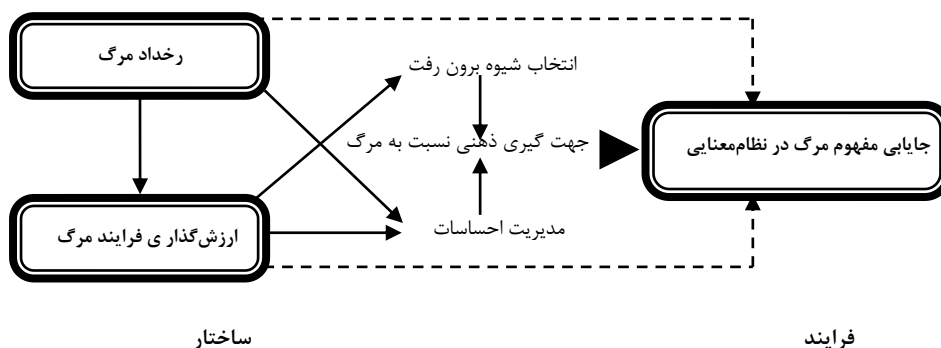 رخداد مرگ
انتخاب شیوه برون رفت
جهت گیری ذهنی نسبت به مرگ
جایابی مفهوم مرگ در نظام‌معنایی
مدیریت احساسات
ارزش‌گذار ی فرایند مرگ
ساختار
فرایند